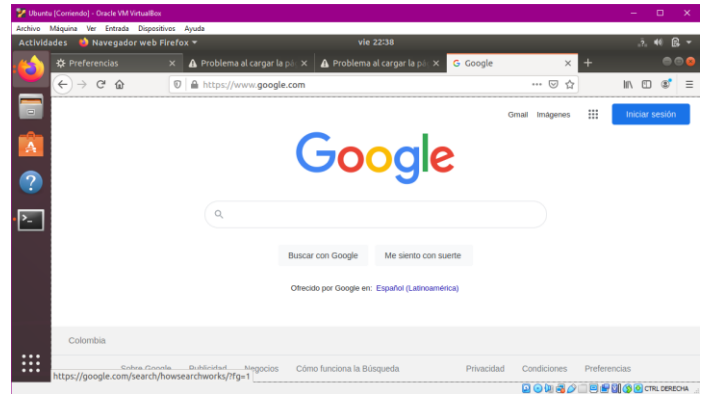 Ubuntu [Corriendo] - Oracle VM VirtualBox
Archivo Máquina Ver Entrada Dispositivos Ayuda
Actividades Navegador web Firefox vie 22:38
Preferencias Problema al cargar la pá Problema al cargar la pá G Google
https://www.google.com
Gmail Imágenes Iniciar sesión
Google
Buscar con Google Me siento con suerte
Ofrecido por Google en: Español (Latinoamérica)
Colombia
Sobre Google Publicidad Negocios Cómo funciona la Búsqueda Privacidad Condiciones Preferencias
https://google.com/search/howsearchworks/?fg=1
CTRL DERECHA